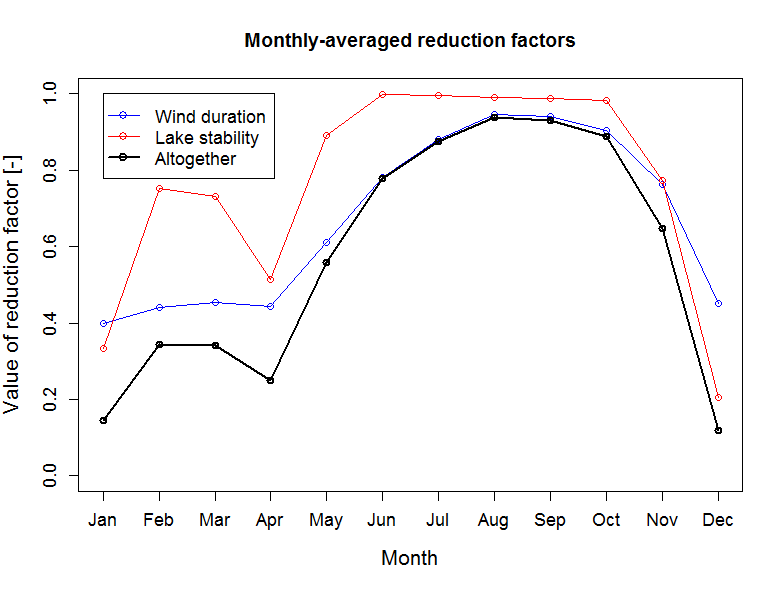 Monthly-averaged reduction factors
Wind duration
Lake stability
Altogether
Value of reduction factor [-]
1.0
0.8
0.6
0.4
0.2
0.0
Jan Feb Mar Apr May Jun Jul Aug Sep Oct Nov Dec
Month